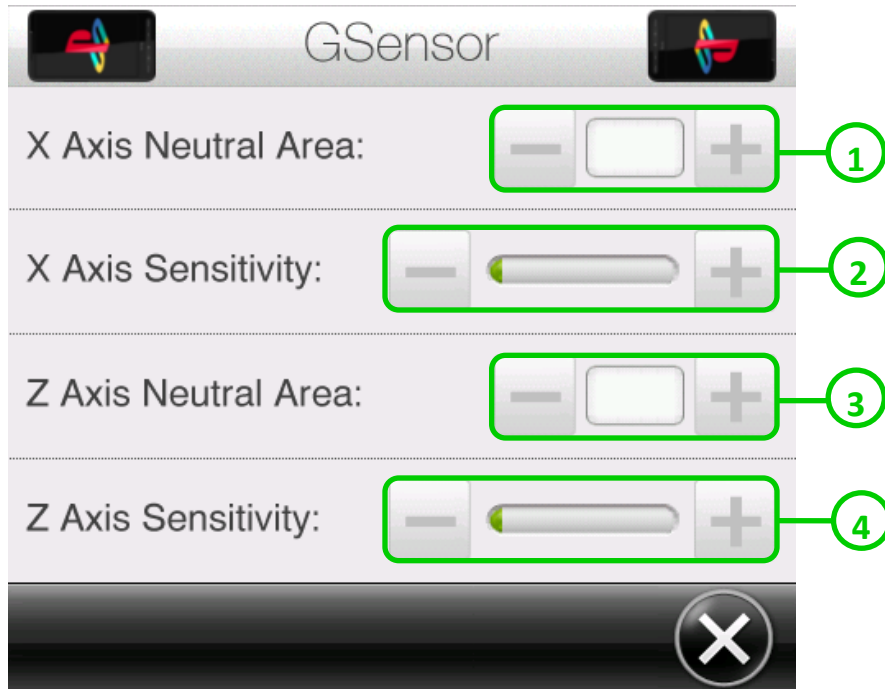 GSensor
X Axis Neutral Area:
1
X Axis Sensitivity:
2
Z Axis Neutral Area:
3
Z Axis Sensitivity:
4